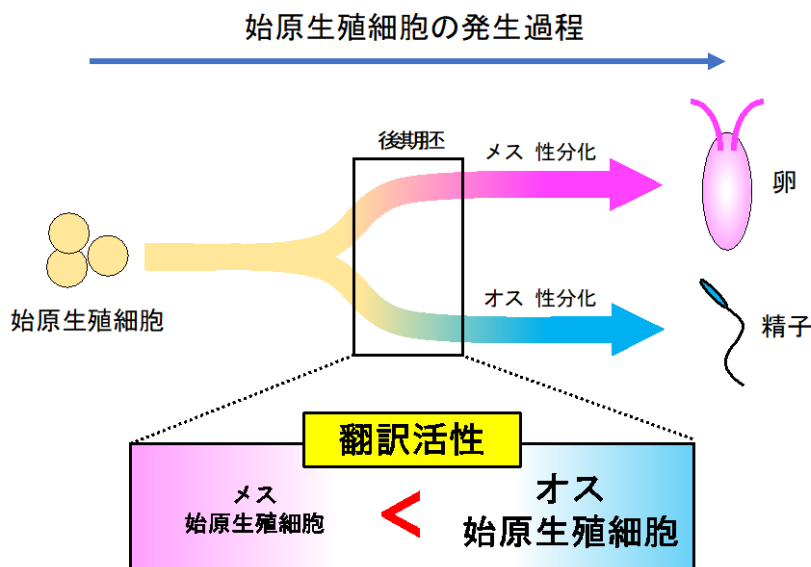 始原生殖細胞の発生過程
後期胚
メス 性分化
卵
始原生殖細胞
オス 性分化
精子
翻訳活性
メス
始原生殖細胞
<
オス
始原生殖細胞